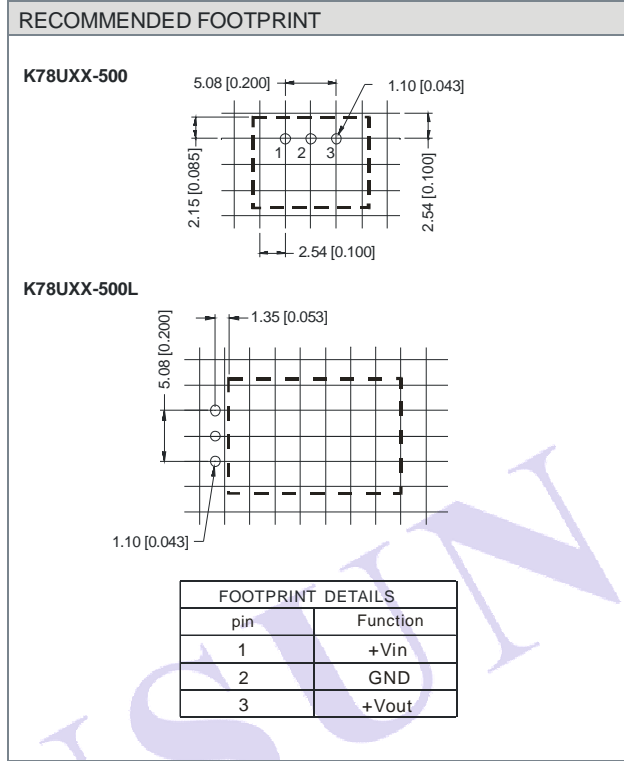 RECOMMENDED FOOTPRINT
K78UXX-500
5.08 [0.200]
1.10 [0.043]
1 2 3
2.15 [0.085]
2.54 [0.100]
2.54 [0.100]
K78UXX-500L
1.35 [0.053]
5.08 [0.200]
1.10 [0.043]
FOOTPRINT DETAILS
pin Function
1 +Vin
2 GND
3 +Vout